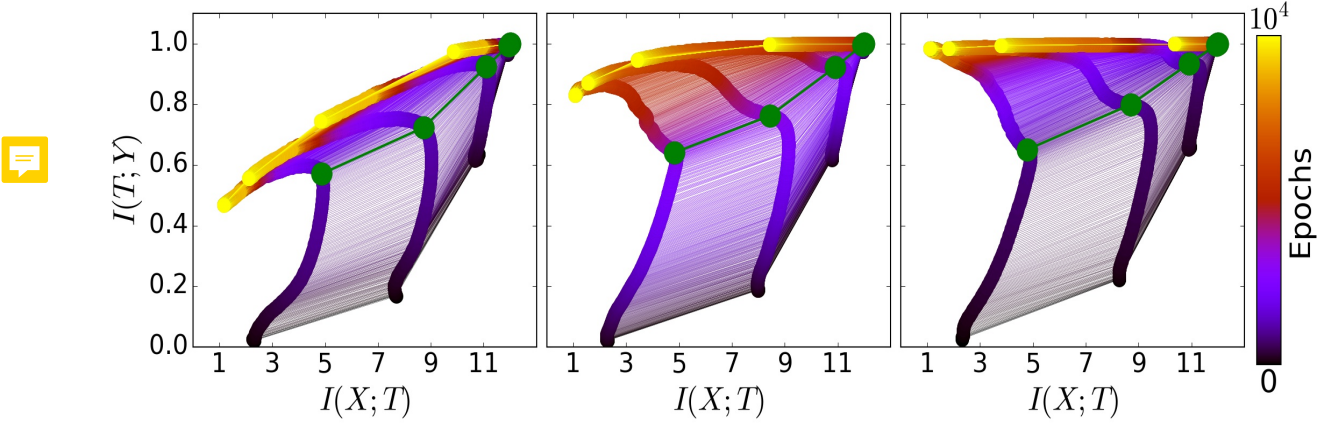 10^4
1.0
0.8
0.6
0.4
0.2
0.0
I(T;Y)
1 3 5 7 9 11
1 3 5 7 9 11
1 3 5 7 9 11
I(X;T)
I(X;T)
I(X;T)
Epochs
0